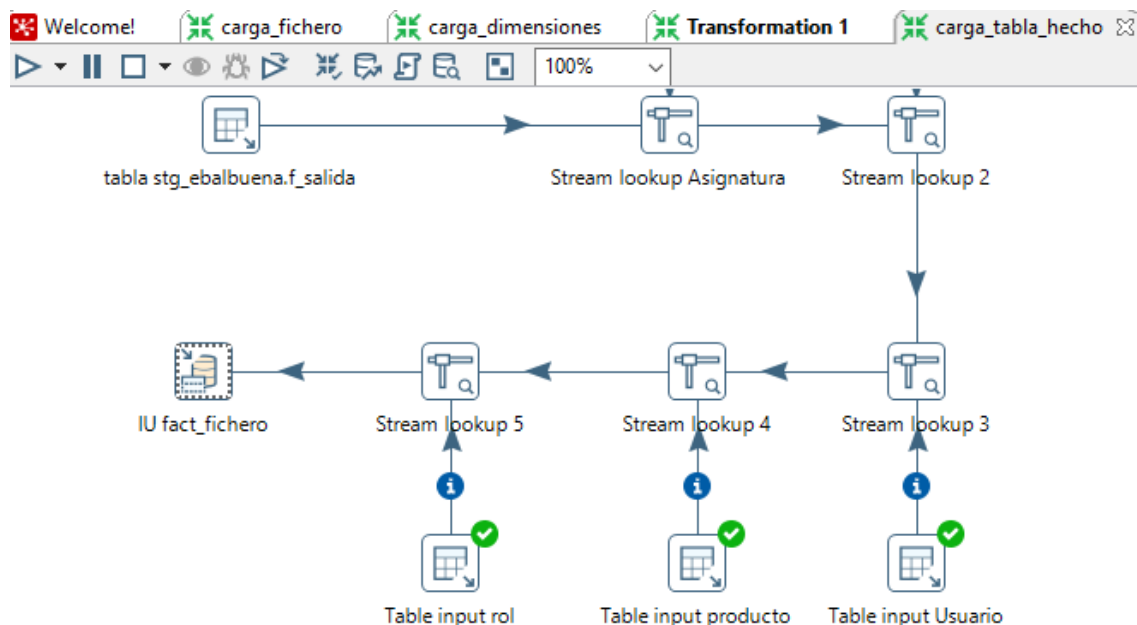 Welcome!
carga_fichero
carga_dimensiones
Transformation 1
carga_tabla_hecho
100%
tabla stg_ebalbuena.f_salida
Stream lookup Asignatura
Stream lookup 2
IU fact_fichero
Stream lookup 5
Stream lookup 4
Stream lookup 3
Table input rol
Table input producto
Table input Usuario